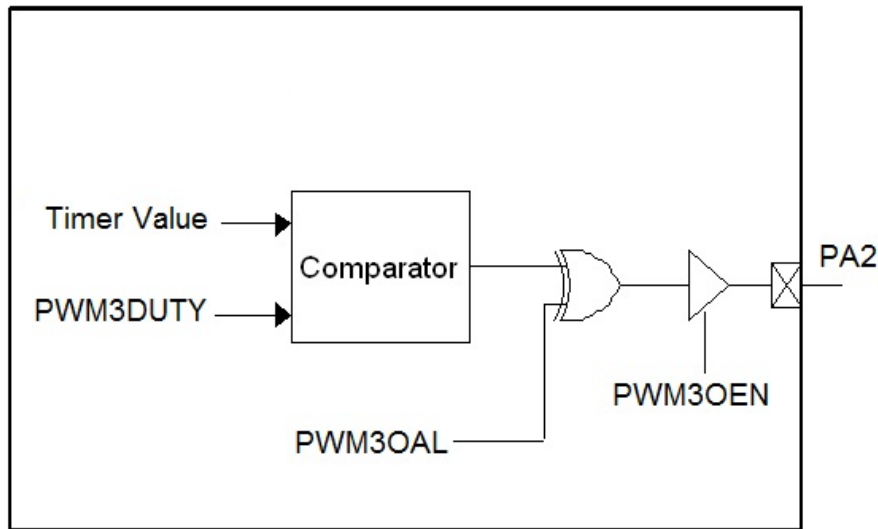 Timer Value
Comparator
PA2
PWM3DUTY
PWM3OEN
PWM3OAL